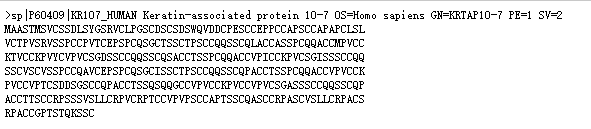 >sp|P60409|KR107_HUMAN Keratin-associated protein 10-7 OS=Homo sapiens GN=KRTAP10-7 PE=1 SV=2
MAASTMSVCSSDLSYGSRVCLPGSCDSCSDSWQVDDCPESCCEPPCCAPSCCAPAPCLSL
VCTPVSRVSSPCCPVTCEPSPCQSGCTSSCTPSCCQQSSCQLACCASSPCQQACCMPVCC
KTVCCKPVYCVPVCSGDSSCCQQSSCQSACCTSSPCQQACCVPICCKPVCSGISSSCCQQ
SSCVSCVSSPCCQAVCEPSPCQSGCISSCTPSCCQQSSCQPACCTSSPCQQACCVPVCCK
PVCCVPTCSDDSGSCCQPACCTSSQSQQGCCVPVCCKPVCCVPVCSGASSSCCQQSSCQP
ACCTTSCCRPSSSVSLLCRPVCRPTCCVPVPSCCAPTSSCQASCCRPASCVSLLCRPACS
RPACCGPTSTQKSSC